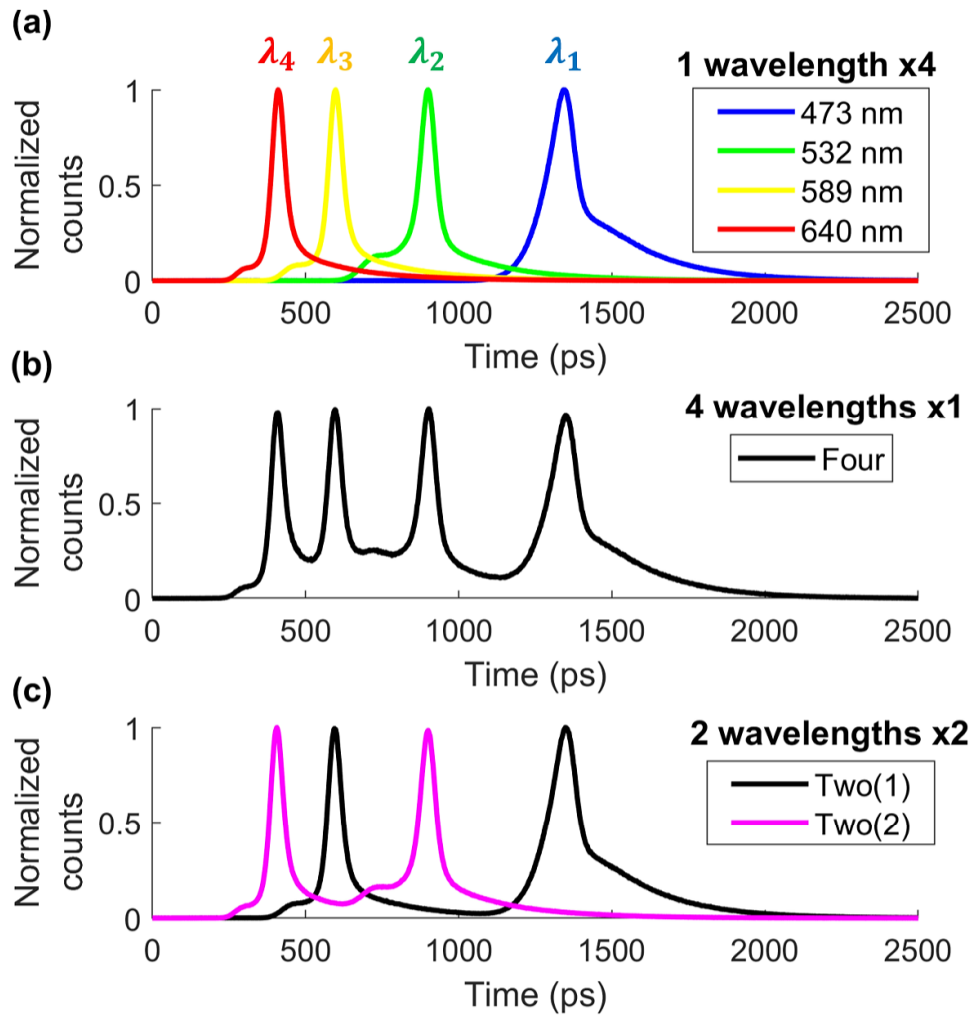 (a)
λ4 λ3 λ2 λ1
1 wavelength x4
473 nm
532 nm
589 nm
640 nm
Normalized
counts
1
0.5
0
0 500 1000 1500 2000 2500
Time (ps)
(b)
4 wavelengths x1
Four
Normalized
counts
1
0.5
0
0 500 1000 1500 2000 2500
Time (ps)
(c)
2 wavelengths x2
Two(1)
Two(2)
Normalized
counts
1
0.5
0
0 500 1000 1500 2000 2500
Time (ps)